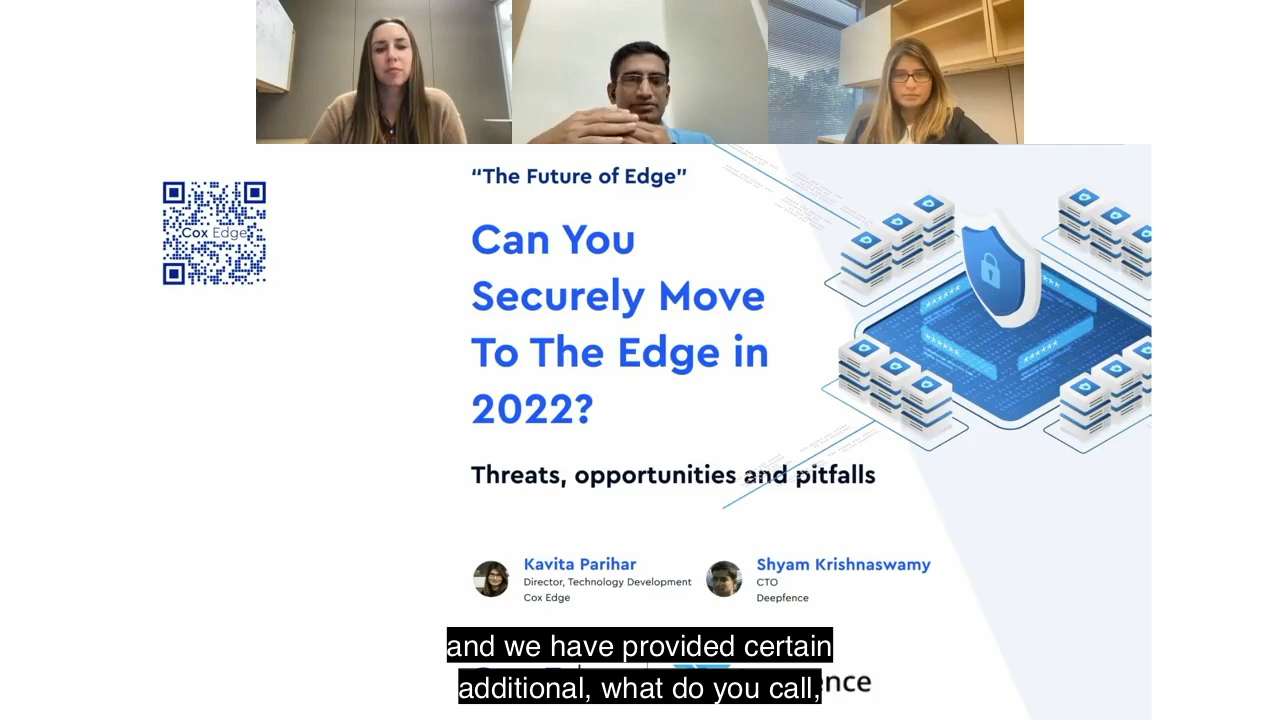 Cox Edge
“The Future of Edge”
Can You
Securely Move
To The Edge in
2022?
Threats, opportunities and pitfalls
Kavita Parihar
Director, Technology Development
Cox Edge
Shyam Krishnaswamy
CTO
Deepfence
and we have provided certain
additional, what do you call,